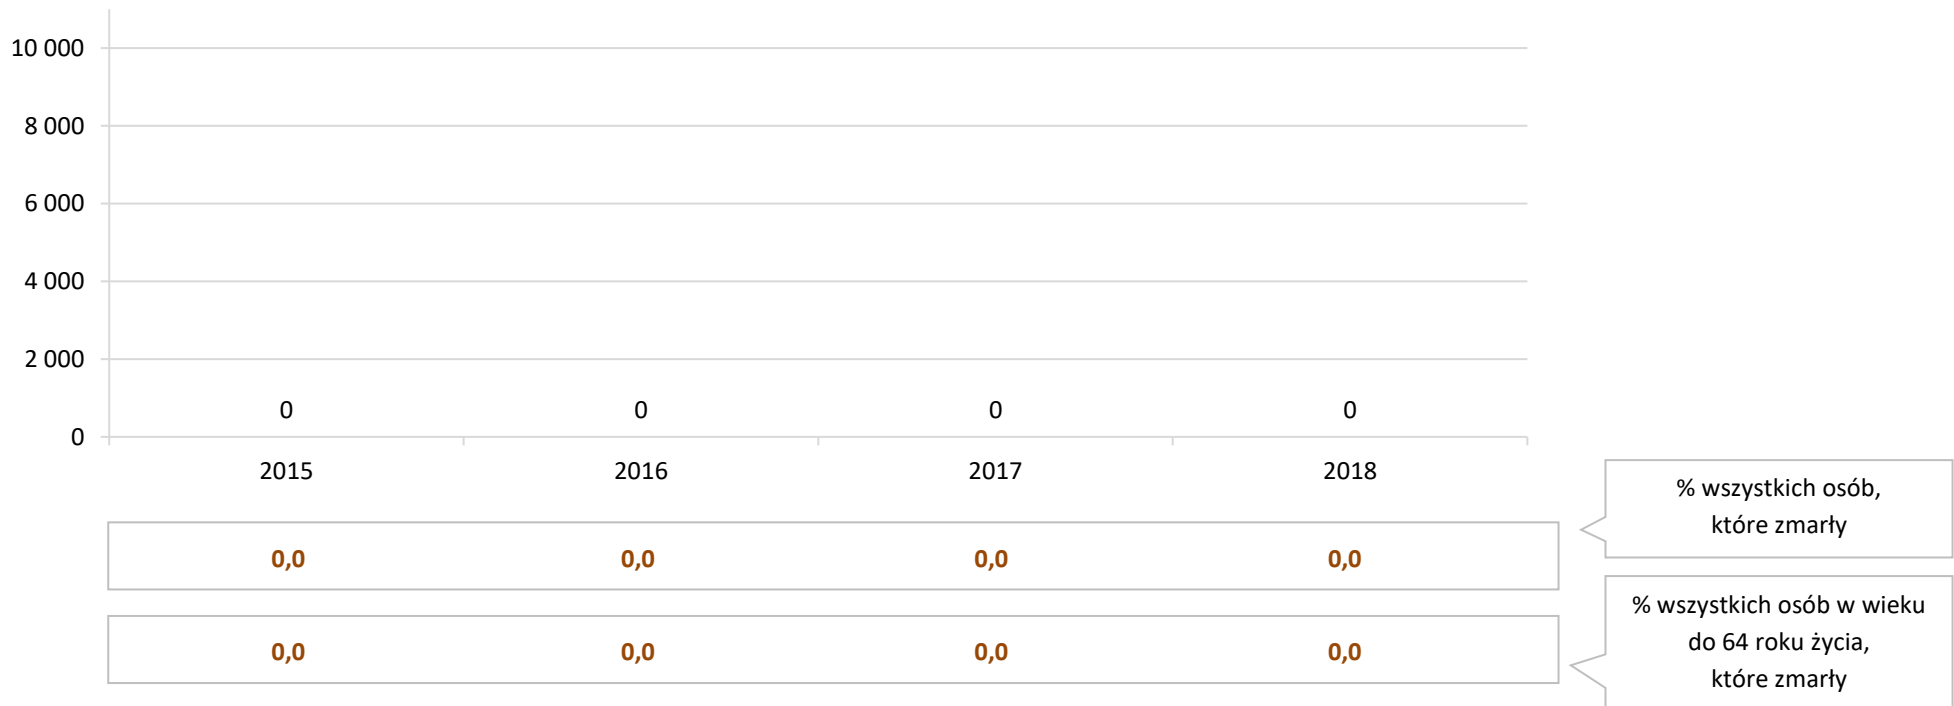 10 000
8 000
6 000
4 000
2 000
0
0 0 0 0
2015 2016 2017 2018
% wszystkich osób,
które zmarły
0,0 0,0 0,0 0,0
% wszystkich osób w wieku
do 64 roku życia,
które zmarły
0,0 0,0 0,0 0,0